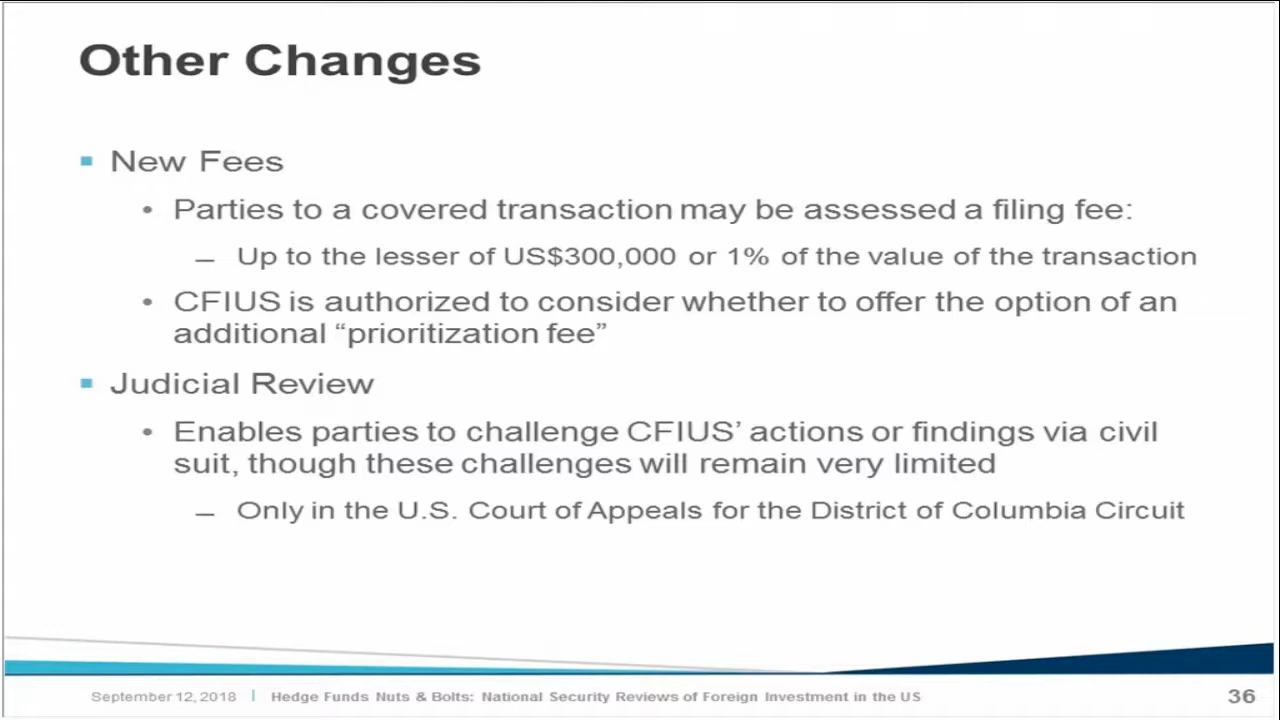 Other Changes
▪ New Fees
• Parties to a covered transaction may be assessed a filing fee:
– Up to the lesser of US$300,000 or 1% of the value of the transaction
• CFIUS is authorized to consider whether to offer the option of an
additional “prioritization fee”
▪ Judicial Review
• Enables parties to challenge CFIUS’ actions or findings via civil
suit, though these challenges will remain very limited
– Only in the U.S. Court of Appeals for the District of Columbia Circuit
September 12, 2018 | Hedge Funds Nuts & Bolts: National Security Reviews of Foreign Investment in the US 36